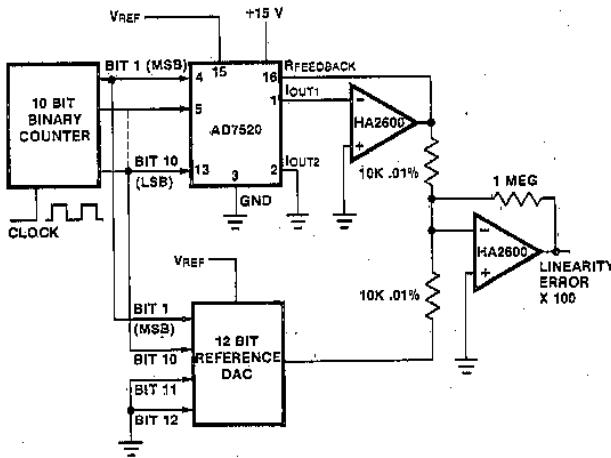 VREF
+15 V
BIT 1 (MSB)
4
15
16
RFEEDBACK
10 BIT
BINARY
COUNTER
5
AD7520
1
IOUT1
HA2600
BIT 10
(LSB)
13
3
2
IOUT2
GND
CLOCK
10K .01%
1 MEG
HA2600
LINEARITY
ERROR
X 100
VREF
10K .01%
BIT 1
(MSB)
BIT 10
BIT 11
BIT 12
12 BIT
REFERENCE
DAC